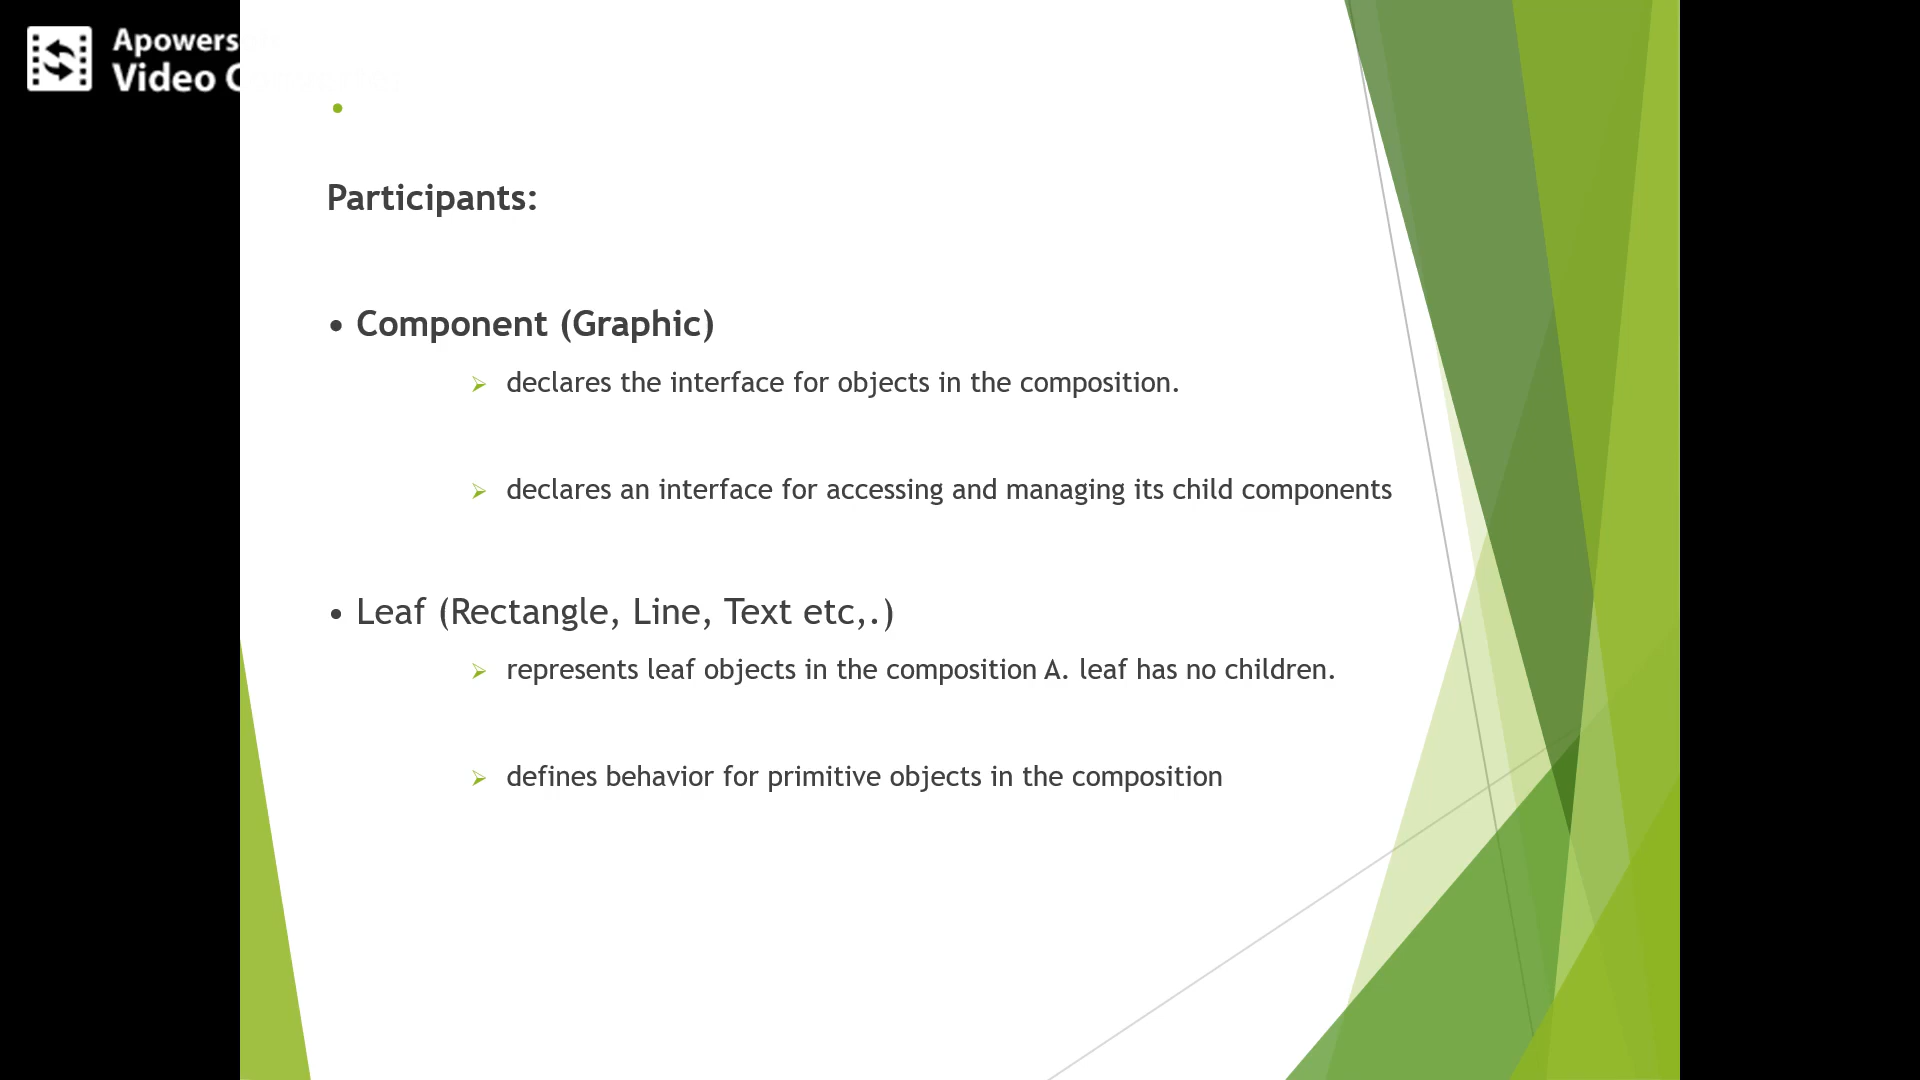 Apowers
Video
Participants:
• Component (Graphic)
➢ declares the interface for objects in the composition.
➢ declares an interface for accessing and managing its child components
• Leaf (Rectangle, Line, Text etc,.)
➢ represents leaf objects in the composition A. leaf has no children.
➢ defines behavior for primitive objects in the composition